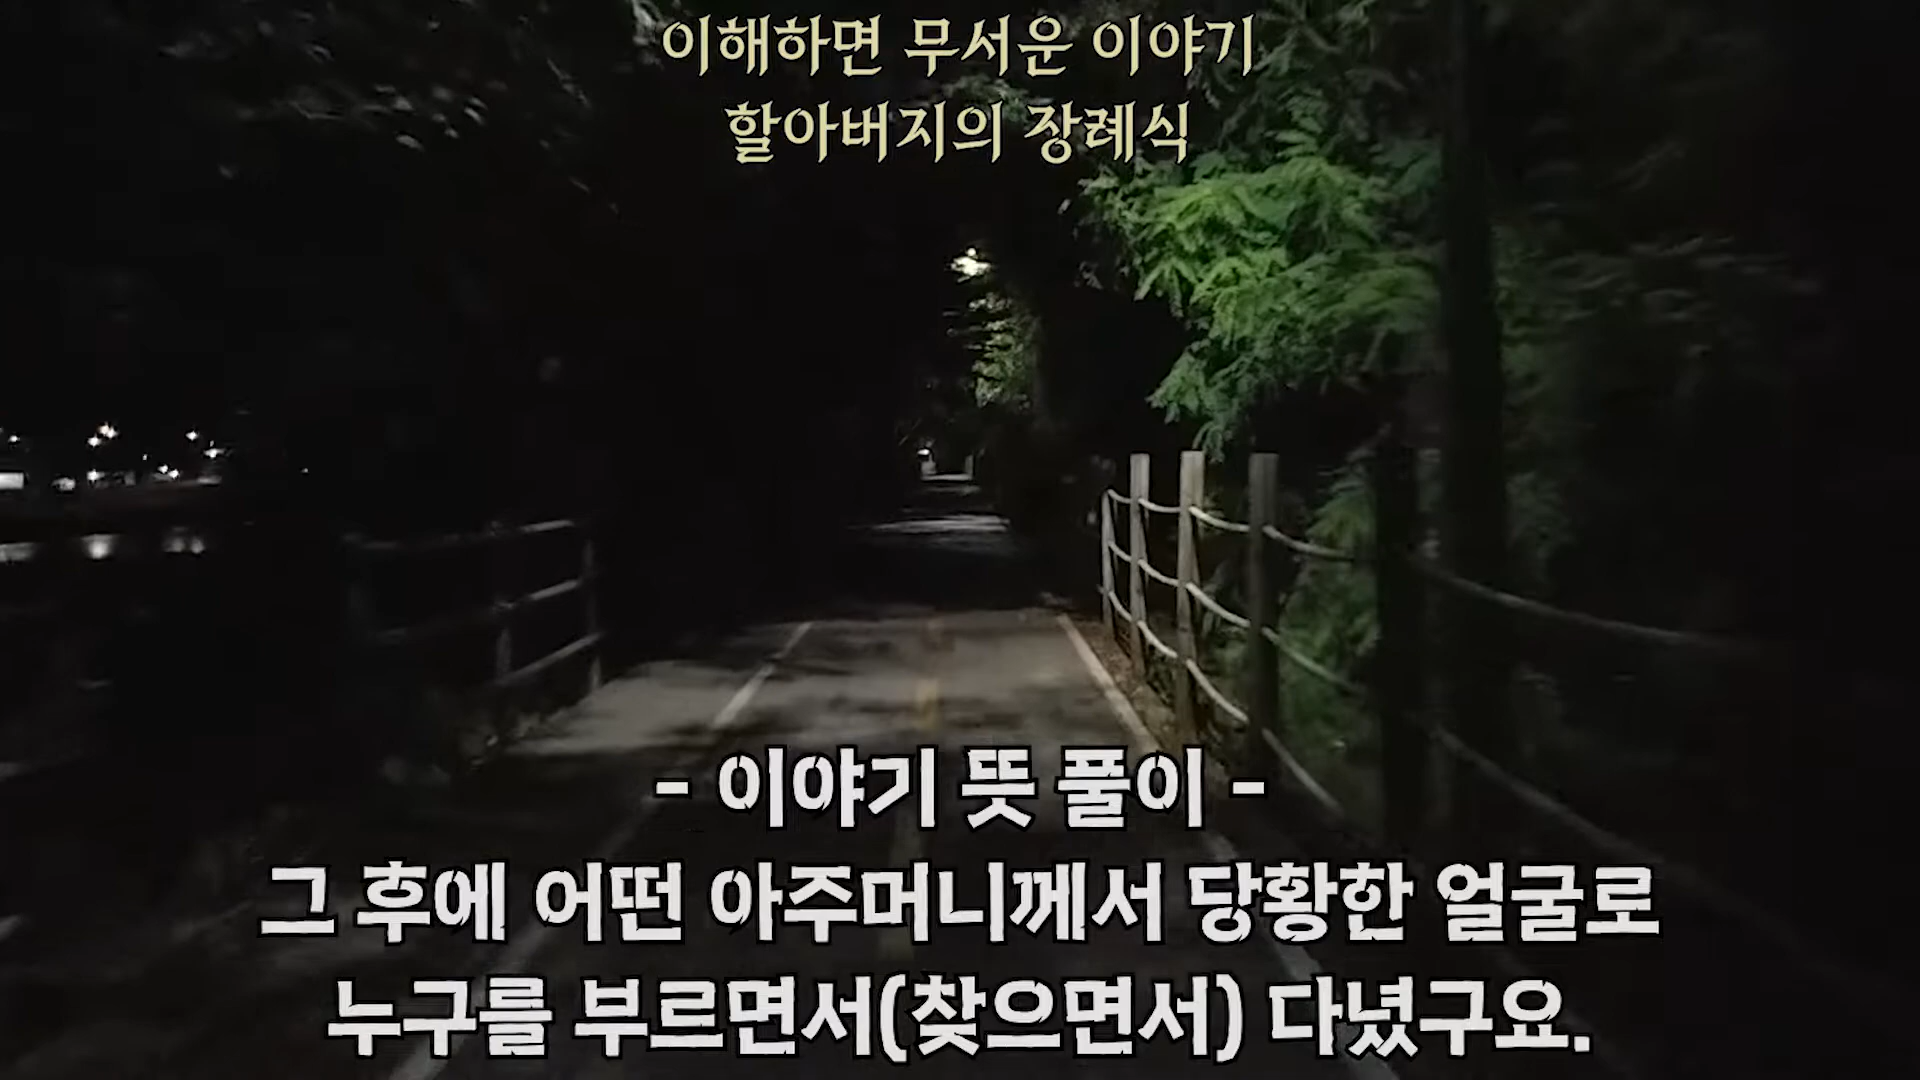 이해하면 무서운 이야기
할아버지의 장례식
- 이야기 뜻 풀이 -
그 후에 어떤 아주머니께서 당황한 얼굴로
누구를 부르면서(찾으면서) 다녔구요.